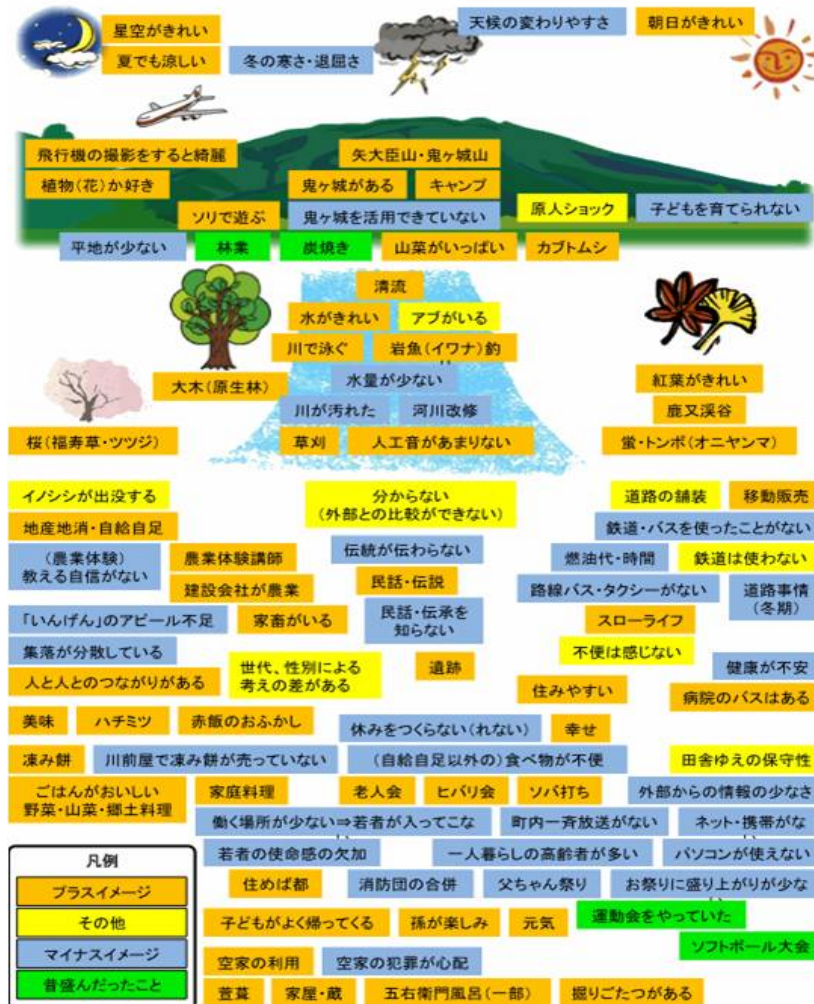 星空がきれい
天候の変わりやすさ
朝日がきれい
夏でも涼しい
冬の寒さ・退屈さ
飛行機の撮影をすると綺麗
矢大臣山・鬼ヶ城山
植物(花)か好き
鬼ヶ城がある
キャンプ
ソリで遊ぶ
鬼ヶ城を活用できていない
原人ショック
子どもを育てられない
平地が少ない
林業
炭焼き
山菜がいっぱい
カブトムシ
清流
水がきれい
アブがいる
川で泳ぐ
岩魚(イワナ)釣
大木(原生林)
水量が少ない
紅葉がきれい
川が汚れた
河川改修
鹿又渓谷
桜(福寿草・ツツジ)
草刈
人工音があまりない
蛍・トンボ(オニヤンマ)
イノシシが出没する
分からない
(外部との比較ができない)
道路の舗装
移動販売
地産地消・自給自足
鉄道・バスを使ったことがない
(農業体験)
教える自信がない
農業体験講師
伝統が伝わらない
燃油代・時間
鉄道は使わない
建設会社が農業
民話・伝説
路線バス・タクシーがない
道路事情
(冬期)
「いんげん」のアピール不足
家畜がいる
民話・伝承を
知らない
スローライフ
集落が分散している
世代、性別による
考えの差がある
遺跡
不便は感じない
健康が不安
人と人とのつながりがある
住みやすい
病院のバスはある
美味
ハチミツ
赤飯のおふかし
休みをつくらない(れない)
幸せ
凍み餅
川前屋で凍み餅が売っていない
(自給自足以外の)食べ物が不便
田舎ゆえの保守性
ごはんがおいしい
野菜・山菜・郷土料理
家庭料理
老人会
ヒバリ会
ソバ打ち
外部からの情報の少なさ
働く場所が少ない⇒若者が入ってこな
町内一斉放送がない
ネット・携帯がな
若者の使命感の欠加
一人暮らしの高齢者が多い
パソコンが使えない
住めば都
消防団の合併
父ちゃん祭り
お祭りに盛り上がりが少な
子どもがよく帰ってくる
孫が楽しみ
元気
運動会をやっていた
ソフトボール大会
空家の利用
空家の犯罪が心配
萱葺
家屋・蔵
五右衛門風呂(一部)
掘りごたつがある
凡例
プラスイメージ
その他
マイナスイメージ
昔盛んだったこと